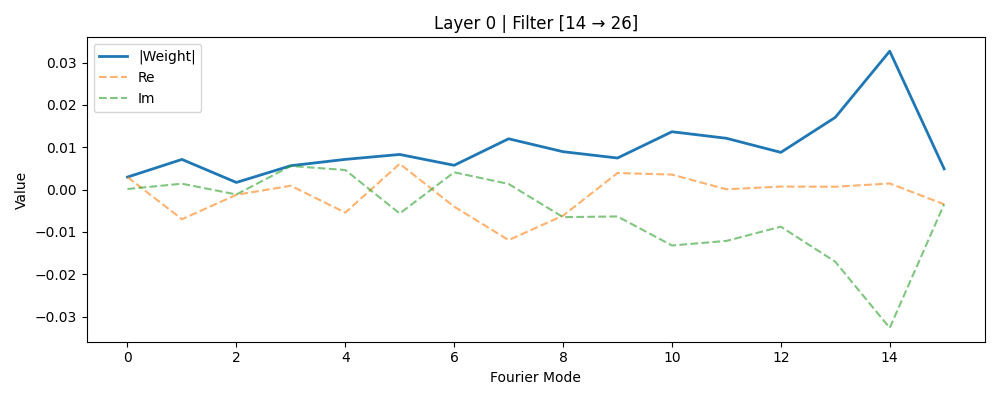 Layer 0 | Filter [14 → 26]
|Weight|
Re
Im
Value
0.03
0.02
0.01
0.00
−0.01
−0.02
−0.03
0 2 4 6 8 10 12 14
Fourier Mode